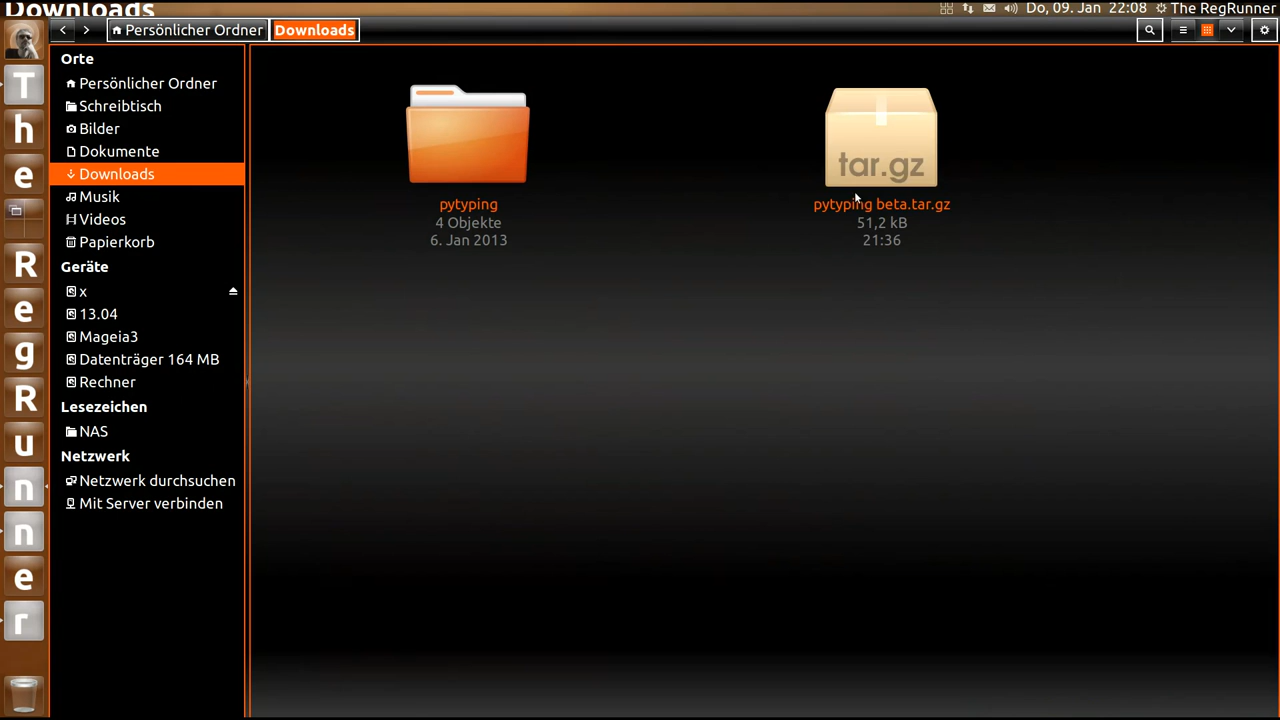 Downloads
Do, 09. Jan 22:08 The RegRunner
Persönlicher Ordner Downloads
Orte
Persönlicher Ordner
Schreibtisch
Bilder
Dokumente
Downloads
Musik
Videos
Papierkorb
Geräte
x
13.04
Mageia3
Datenträger 164 MB
Rechner
Lesezeichen
NAS
Netzwerk
Netzwerk durchsuchen
Mit Server verbinden
T
h
e
R
e
g
R
u
n
n
e
r
pytyping
4 Objekte
6. Jan 2013
tar.gz
pytyping beta.tar.gz
51,2 kB
21:36